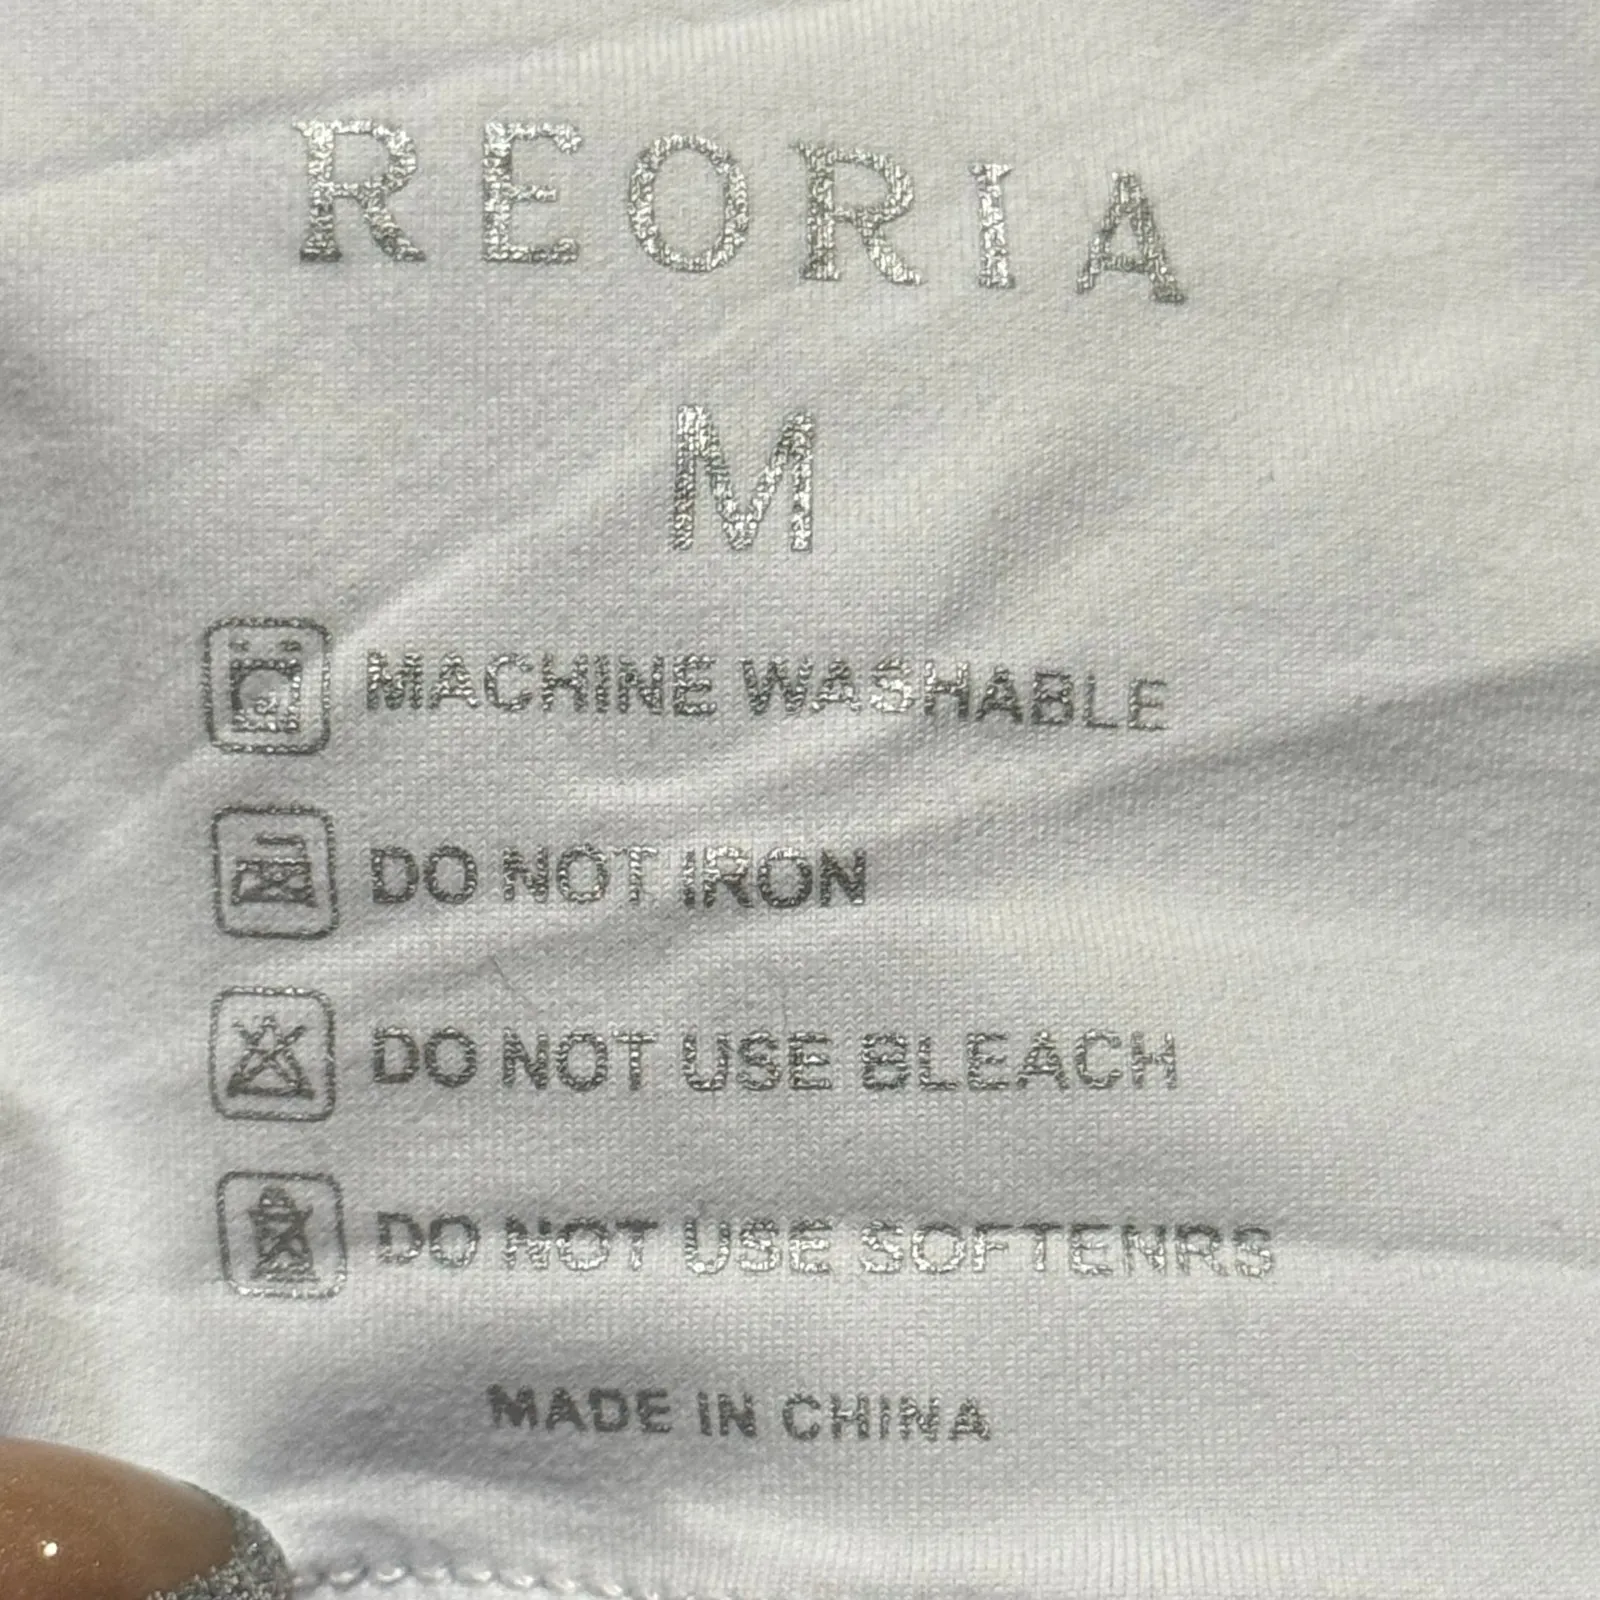 REORIA
M
MACHINE WASHABLE
DO NOT IRON
DO NOT USE BLEACH
DO NOT USE SOFTENRS
MADE IN CHINA